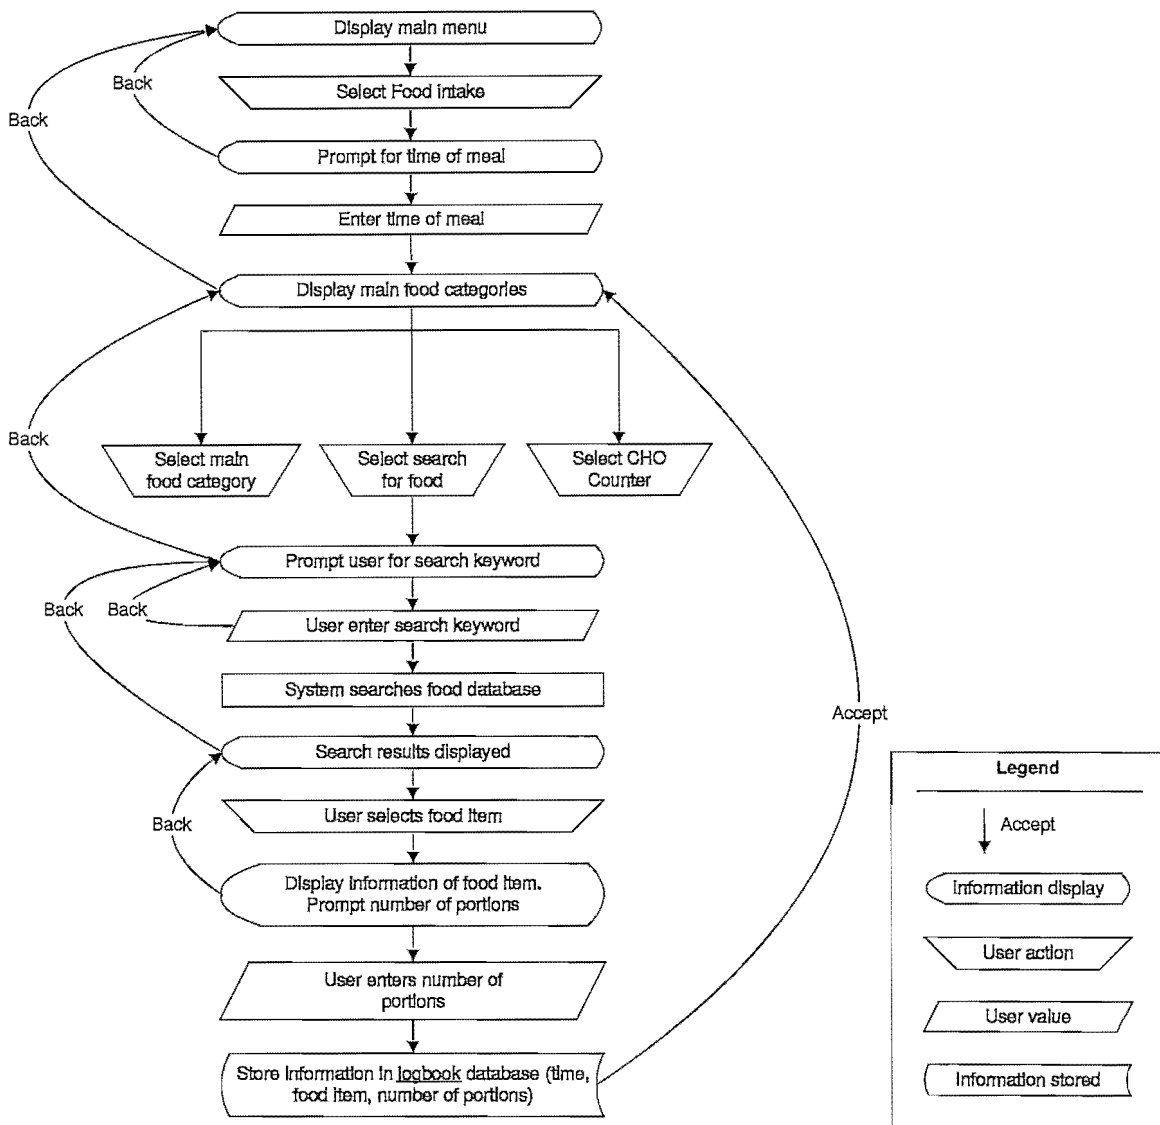 Display main menu
Back
Select Food intake
Back
Prompt for time of meal
Enter time of meal
Display main food categories
Back
Select main
food category
Select search
for food
Select CHO
Counter
Prompt user for search keyword
Back
Back
User enter search keyword
System searches food database
Accept
Search results displayed
User selects food item
Back
Display information of food item.
Prompt number of portions
User enters number of
portions
Store information in logbook database (time,
food item, number of portions)
Legend
Accept
Information display
User action
User value
Information stored